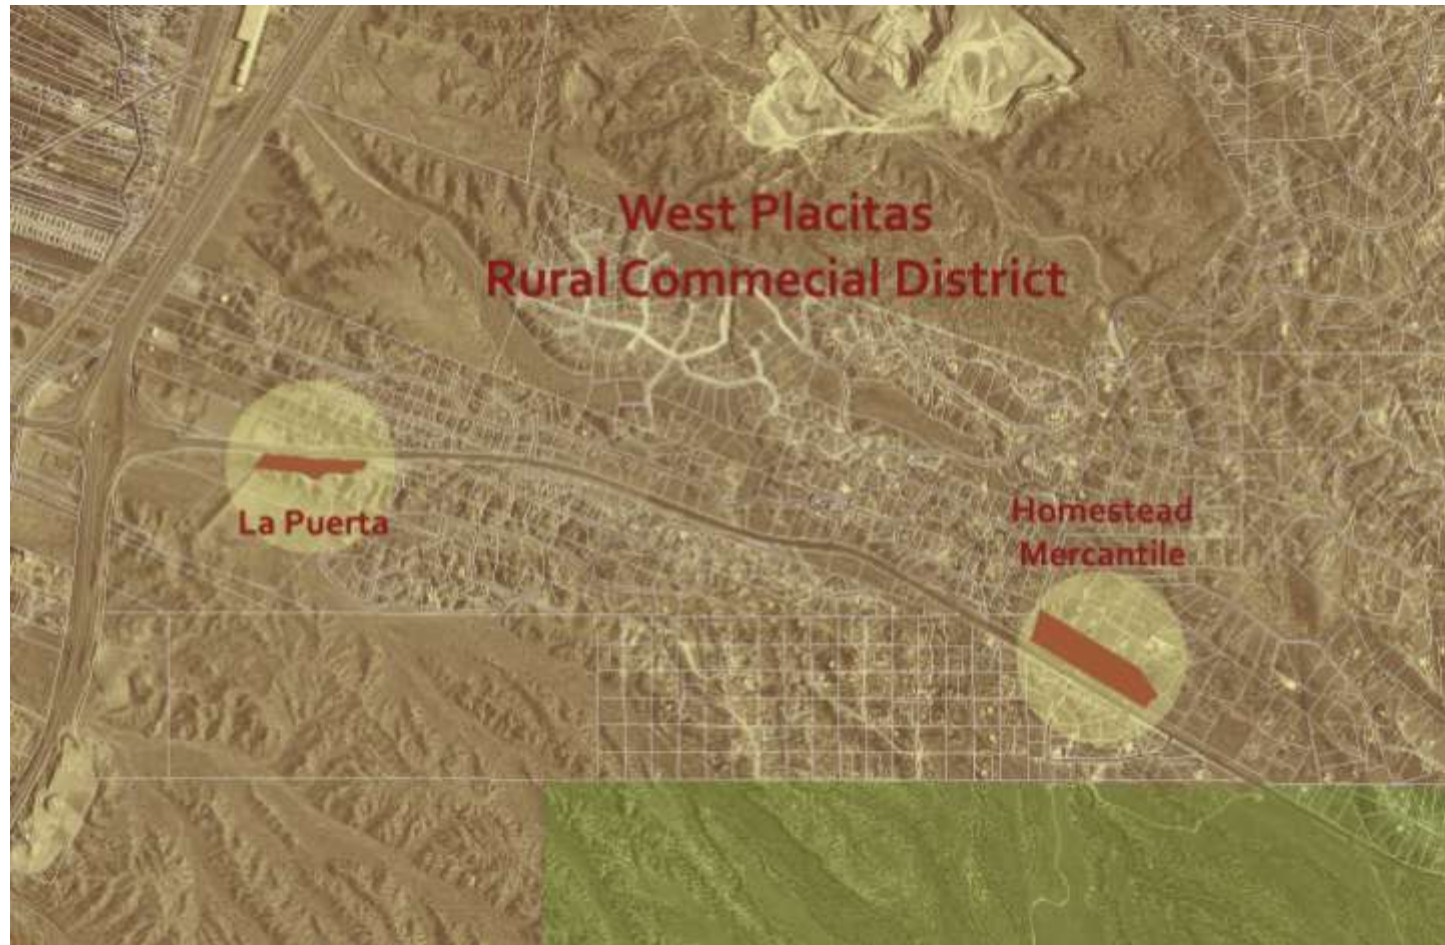 West Placitas
Rural Commecial District
La Puerta
Homestead
Mercantile